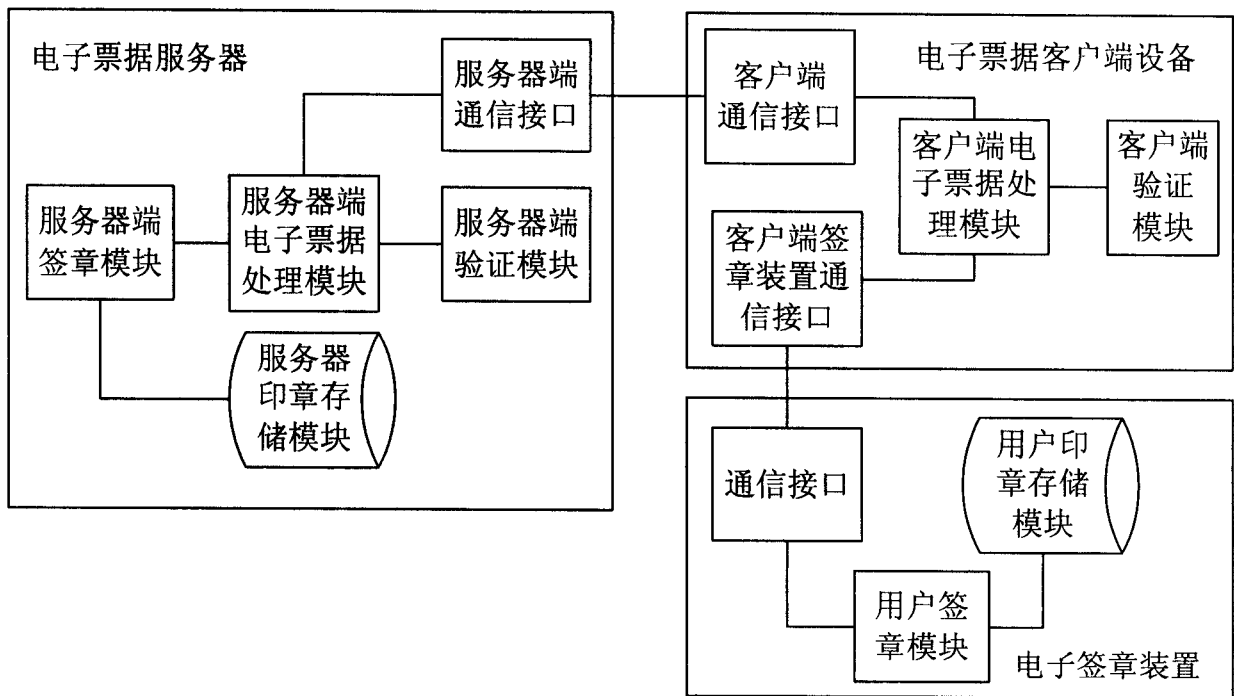 电子票据服务器
服务器端
通信接口
服务器端
签章模块
服务器端
电子票据
处理模块
服务器端
验证模块
服务器
印章存
储模块
电子票据客户端设备
客户端
通信接口
客户端电
子票据处
理模块
客户端
验证
模块
客户端签
章装置通
信接口
通信接口
用户印
章存储
模块
用户签
章模块
电子签章装置